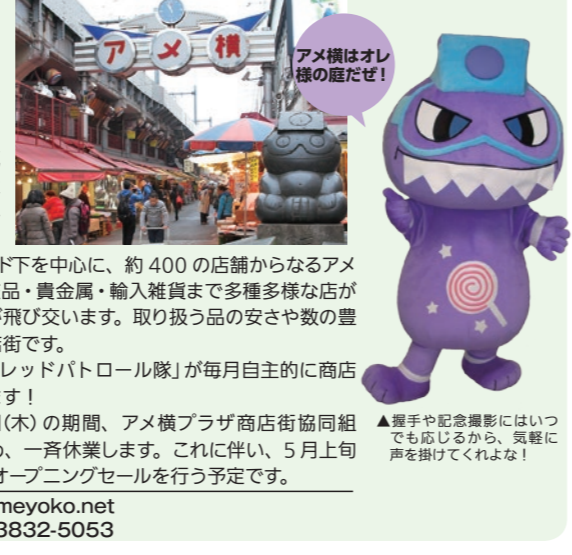 アメ横
アメ横はオレ
様の庭だぜ!
ド下を中心に、約 400 の店舗からなるアメ
品・貴金属・輸入雑貨まで多種多様な店が
飛び交います。取り扱う品の安さや数の豊
街です。
レッドパトロール隊」が毎月自主的に商店
す!
(木)の期間、アメ横プラザ商店街協同組
、一斉休業します。これに伴い、5 月上旬
オープニングセールを行う予定です。
▲握手や記念撮影にはいつ
でも応じるから、気軽に
声を掛けてくれよな!
meyoko.net
3832-5053